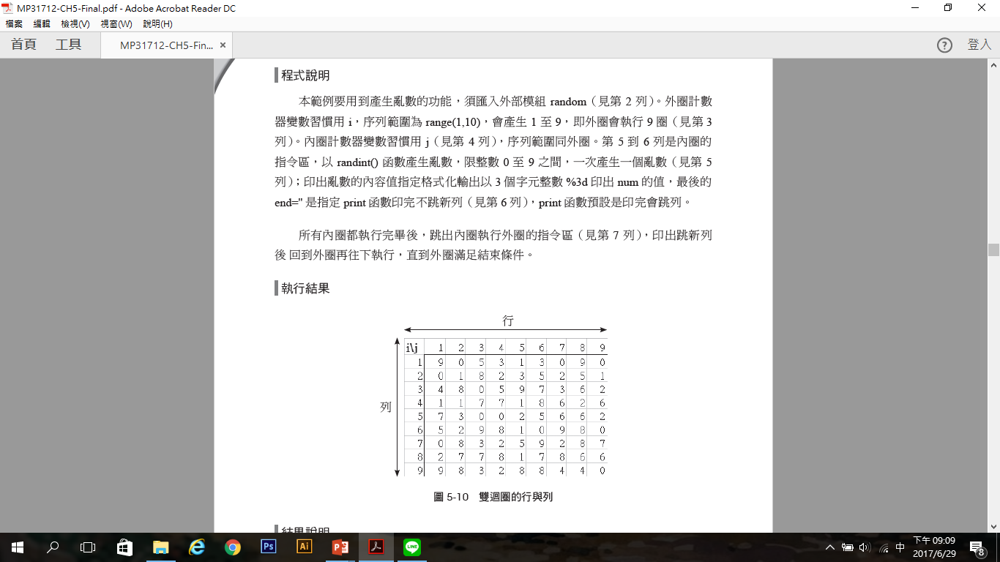 MP31712-CH5-Final.pdf - Adobe Acrobat Reader DC
檔案 編輯 檢視(V) 視窗(W) 說明(H)
首頁 工具 MP31712-CH5-Fin... × ? 登入
程式說明
本範例要用到產生亂數的功能，須匯入外部模組 random（見第 2 列）。外圈計數
器變數習慣用 i，序列範圍為 range(1,10)，會產生 1 至 9，即外圈會執行 9 圈（見第 3
列）。內圈計數器變數習慣用 j（見第 4 列），序列範圍同外圈。第 5 到 6 列是內圈的
指令區，以 randint() 函數產生亂數，限整數 0 至 9 之間，一次產生一個亂數（見第 5
列）；印出亂數的內容值指定格式化輸出以 3 個字元整數 %3d 印出 num 的值，最後的
end='' 是指定 print 函數印完不跳新列（見第 6 列），print 函數預設是印完會跳列。
所有內圈都執行完畢後，跳出內圈執行外圈的指令區（見第 7 列），印出跳新列
後 回到外圈再往下執行，直到外圈滿足結束條件。
執行結果
行
i\j 1 2 3 4 5 6 7 8 9
1 9 0 5 3 1 3 0 9 0
2 0 1 8 2 3 5 2 5 1
3 4 8 0 5 9 7 3 6 2
4 1 1 7 7 1 8 6 2 6
列
5 7 3 0 0 2 5 6 6 2
6 5 2 9 8 1 0 9 8 0
7 0 8 3 2 5 9 2 8 7
8 2 7 7 8 1 7 8 6 6
9 9 8 3 2 8 8 4 4 0
圖 5-10 雙迴圈的行與列
結果說明
Ps Ai P LINE 中 下午 09:09
2017/6/29 8